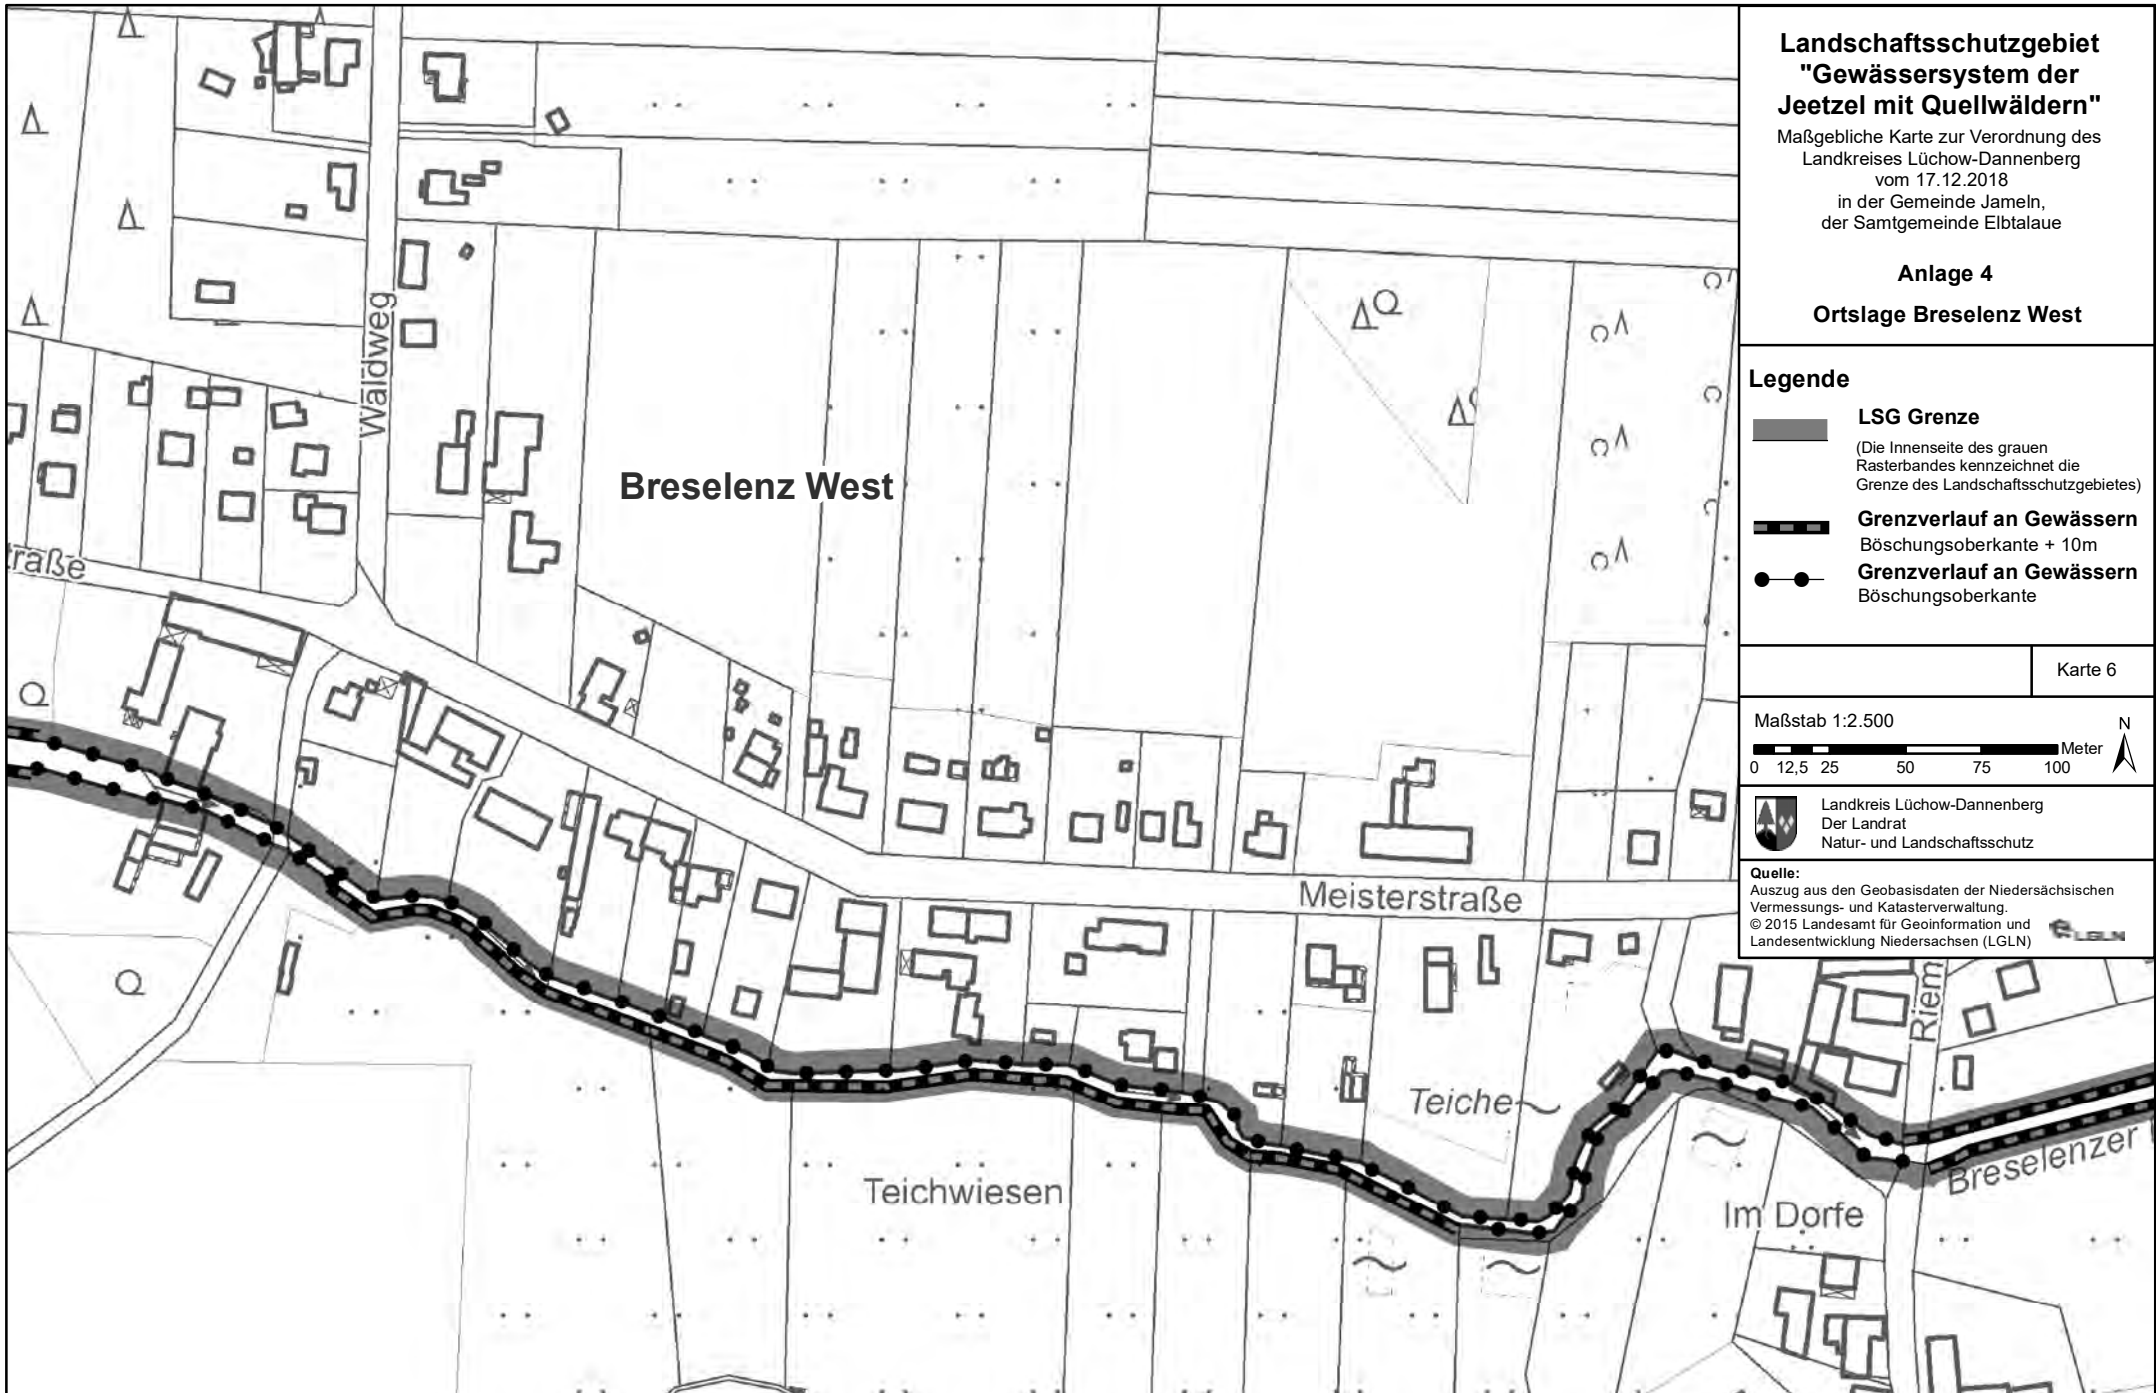 Landschaftsschutzgebiet
"Gewässersystem der
Jeetzel mit Quellwäldern"
Maßgebliche Karte zur Verordnung des
Landkreises Lüchow-Dannenberg
vom 17.12.2018
in der Gemeinde Jameln,
der Samtgemeinde Elbtalaue
Anlage 4
Ortslage Breselenz West
Legende
LSG Grenze
(Die Innenseite des grauen
Rasterbandes kennzeichnet die
Grenze des Landschaftsschutzgebietes)
Grenzverlauf an Gewässern
Böschungsoberkante + 10m
Grenzverlauf an Gewässern
Böschungsoberkante
Karte 6
Maßstab 1:2.500
N
Meter
0 12,5 25 50 75 100
Landkreis Lüchow-Dannenberg
Der Landrat
Natur- und Landschaftsschutz
Quelle:
Auszug aus den Geobasisdaten der Niedersächsischen
Vermessungs- und Katasterverwaltung.
© 2015 Landesamt für Geoinformation und
Landesentwicklung Niedersachsen (LGLN)
LGLN
Waldweg
Breselenz West
traße
Meisterstraße
Riem
Teiche
Teichwiesen
Breselenzer
Im Dorfe